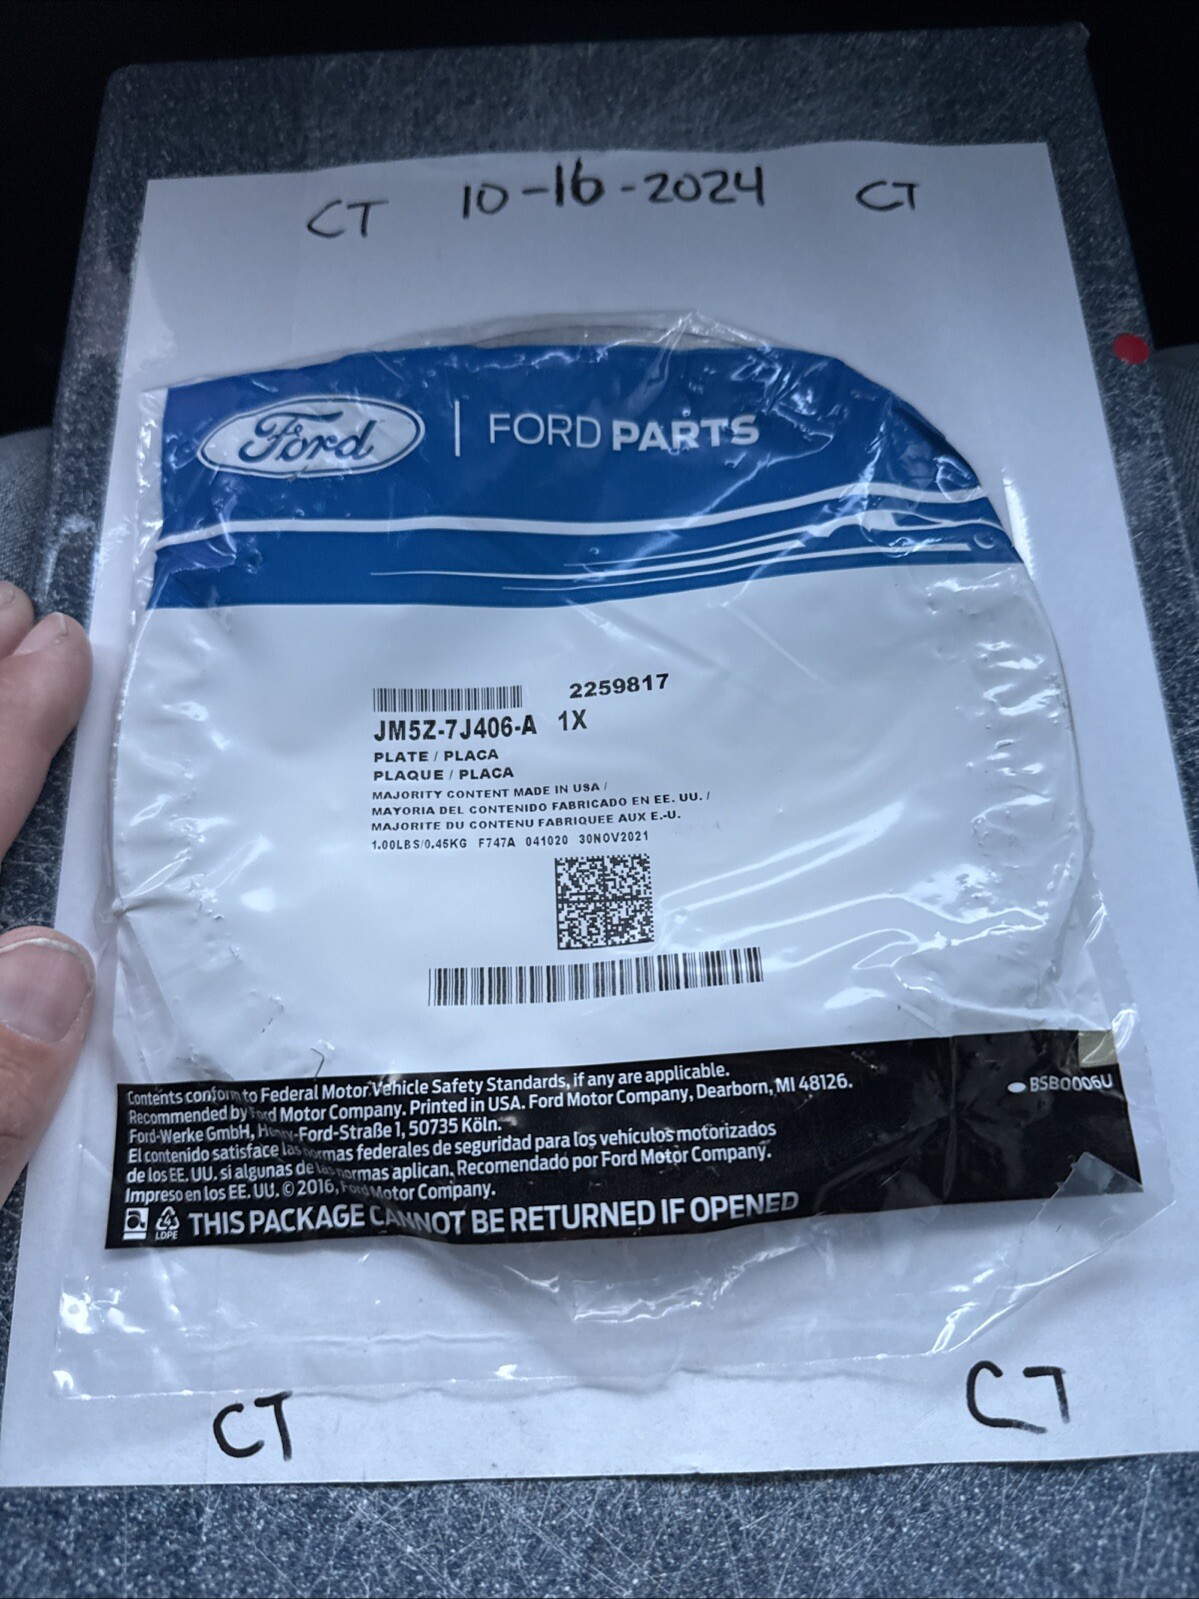 CT 10-16-2024 CT
Ford | FORD PARTS
2259817
JM5Z-7J406-A 1X
PLATE / PLACA
PLAQUE / PLACA
MAJORITY CONTENT MADE IN USA /
MAYORIA DEL CONTENIDO FABRICADO EN EE. UU. /
MAJORITE DU CONTENU FABRIQUEE AUX E.-U.
1.00LBS/0.45KG F747A 041020 30NOV2021
Contents conform to Federal Motor Vehicle Safety Standards, if any are applicable.
Recommended by Ford Motor Company. Printed in USA. Ford Motor Company, Dearborn, MI 48126.
Ford-Werke GmbH, Henry-Ford-Straße 1, 50735 Köln.
El contenido satisface las normas federales de seguridad para los vehículos motorizados
de los EE. UU. si algunas de las normas aplican. Recomendado por Ford Motor Company.
Impreso en los EE. UU. © 2016, Ford Motor Company.
BSB0006U
4 LDPE THIS PACKAGE CANNOT BE RETURNED IF OPENED
CT CT